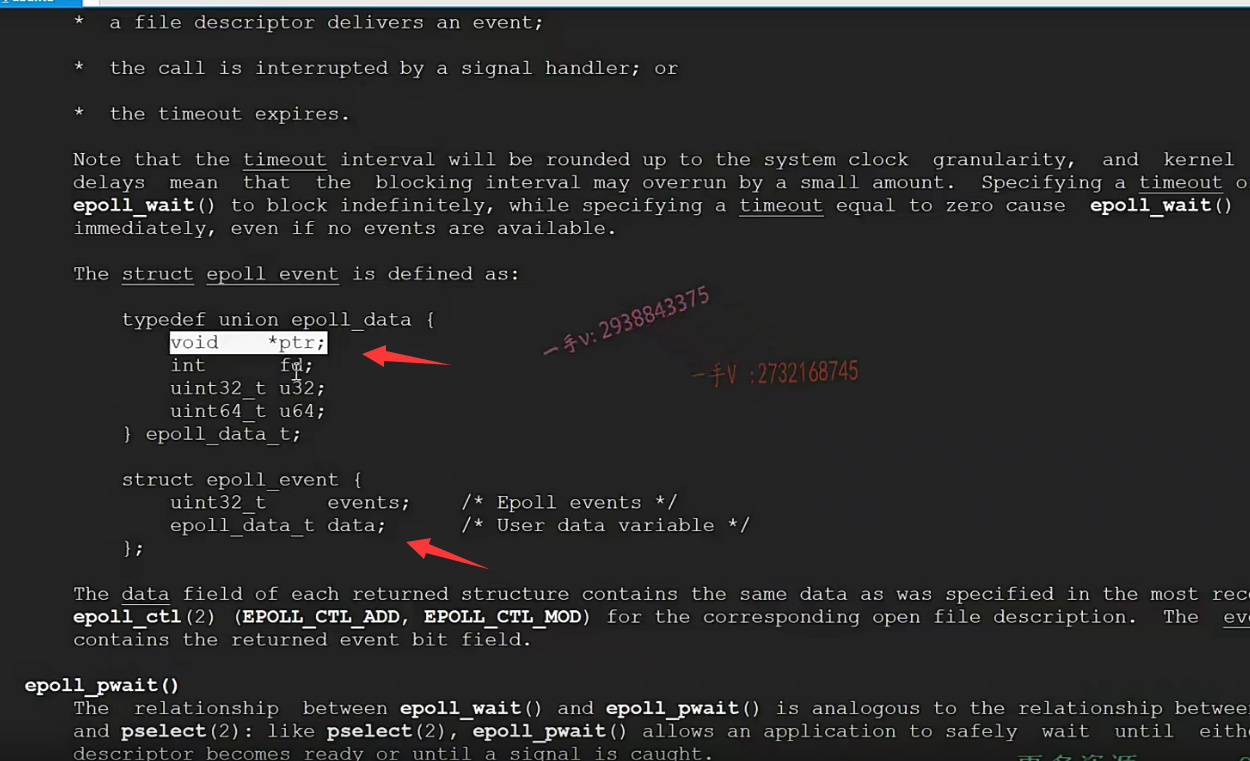 * a file descriptor delivers an event;
* the call is interrupted by a signal handler; or
* the timeout expires.
Note that the timeout interval will be rounded up to the system clock granularity, and kernel
delays mean that the blocking interval may overrun by a small amount. Specifying a timeout o
epoll_wait() to block indefinitely, while specifying a timeout equal to zero cause epoll_wait()
immediately, even if no events are available.
The struct epoll_event is defined as:
typedef union epoll_data {
void *ptr;
int fd;
uint32_t u32;
uint64_t u64;
} epoll_data_t;
一手v: 2938843375
一手V :2732168745
struct epoll_event {
uint32_t events; /* Epoll events */
epoll_data_t data; /* User data variable */
};
The data field of each returned structure contains the same data as was specified in the most rec
epoll_ctl(2) (EPOLL_CTL_ADD, EPOLL_CTL_MOD) for the corresponding open file description. The eve
contains the returned event bit field.
epoll_pwait()
The relationship between epoll_wait() and epoll_pwait() is analogous to the relationship betwee
and pselect(2): like pselect(2), epoll_pwait() allows an application to safely wait until eith
descriptor becomes ready or until a signal is caught.